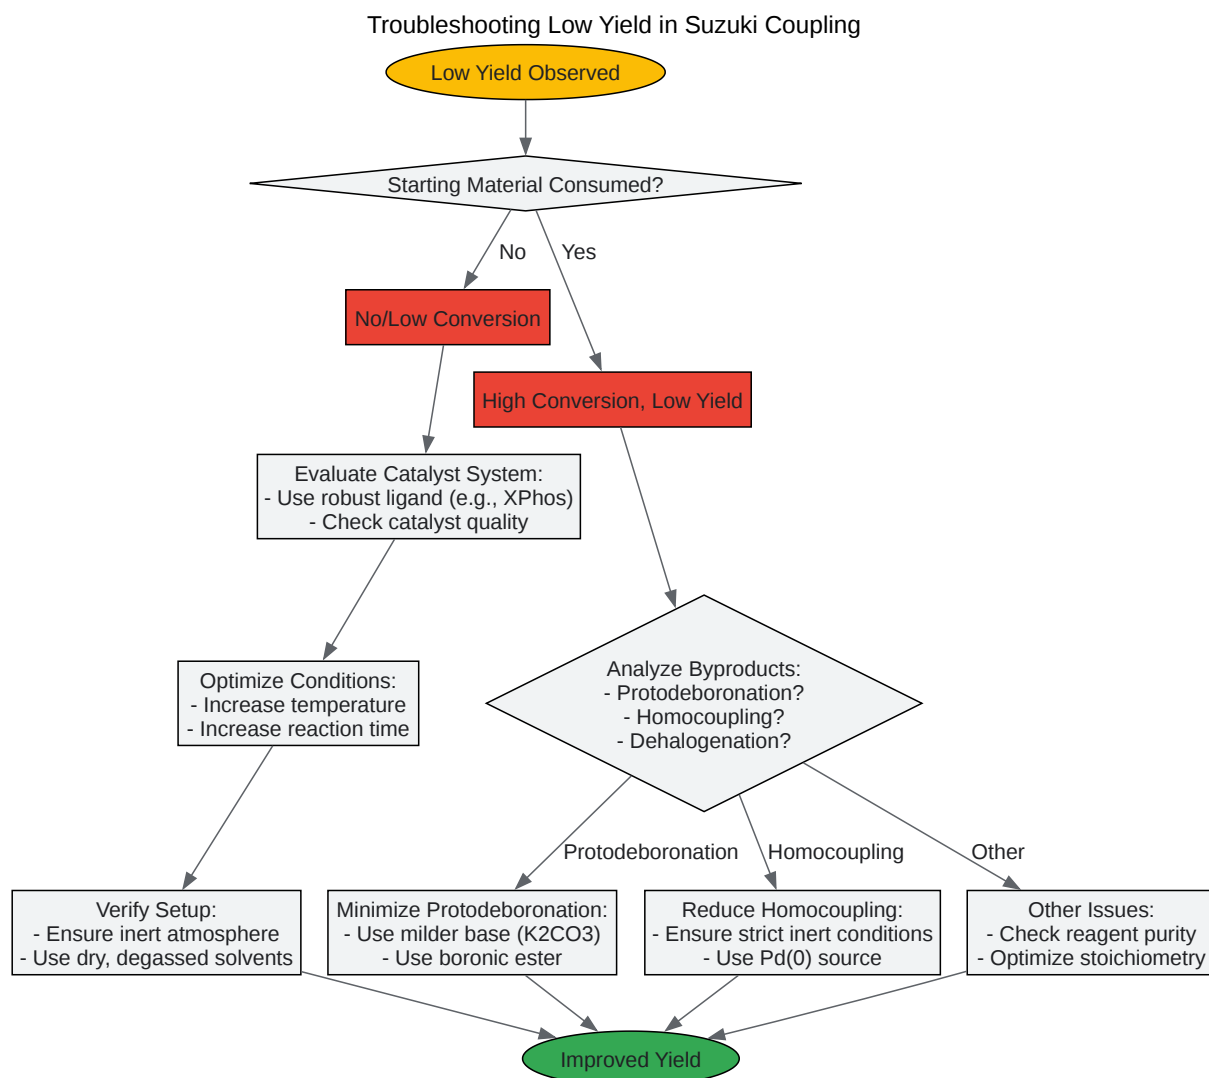 Troubleshooting Low Yield in Suzuki Coupling
Low Yield Observed
Starting Material Consumed?
No
Yes
No/Low Conversion
High Conversion, Low Yield
Evaluate Catalyst System:
- Use robust ligand (e.g., XPhos)
- Check catalyst quality
Optimize Conditions:
- Increase temperature
- Increase reaction time
Analyze Byproducts:
- Protodeboronation?
- Homocoupling?
- Dehalogenation?
Protodeboronation
Homocoupling
Other
Verify Setup:
- Ensure inert atmosphere
- Use dry, degassed solvents
Minimize Protodeboronation:
- Use milder base (K2CO3)
- Use boronic ester
Reduce Homocoupling:
- Ensure strict inert conditions
- Use Pd(0) source
Other Issues:
- Check reagent purity
- Optimize stoichiometry
Improved Yield